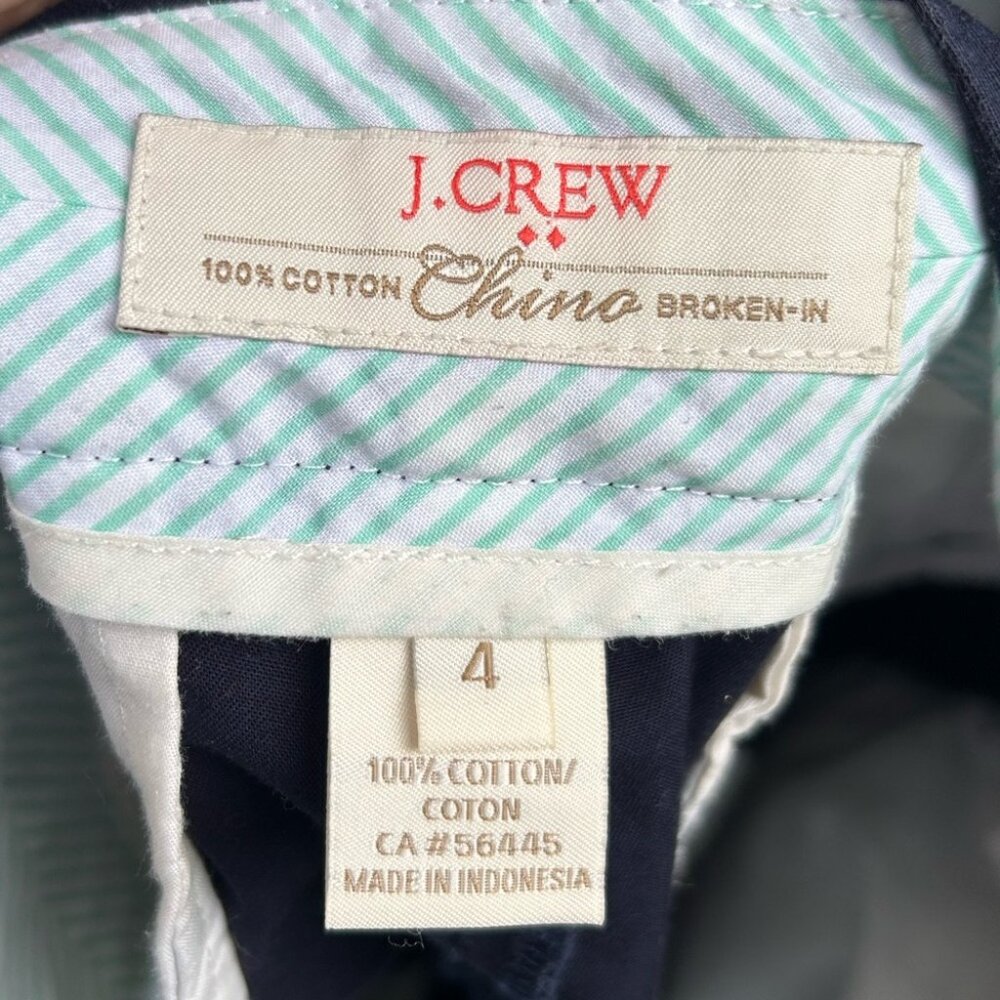 J.CREW
100% COTTON Chino BROKEN-IN
4
100% COTTON/
COTON
CA #56445
MADE IN INDONESIA